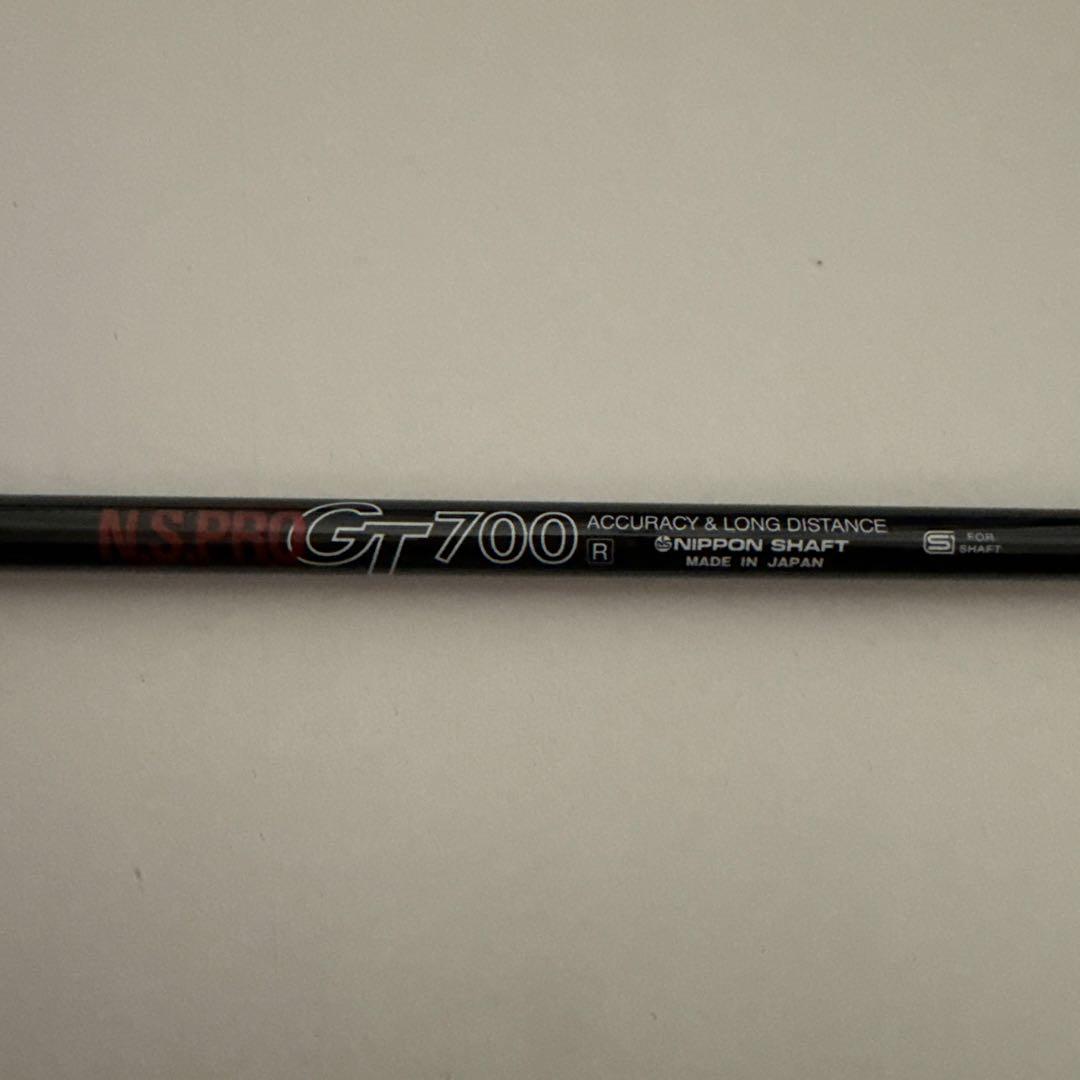 N.S.PRO GT700
R
ACCURACY & LONG DISTANCE
NIPPON SHAFT
MADE IN JAPAN
S FOR
SHAFT